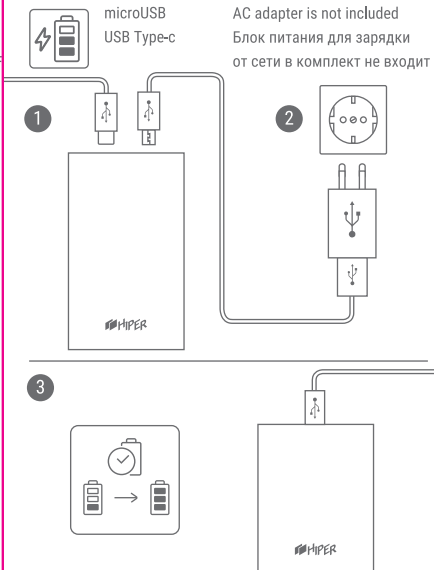 microUSB
USB Type-c
AC adapter is not included
Блок питания для зарядки
от сети в комплект не входит
1
2
HIPER
3
HIPER